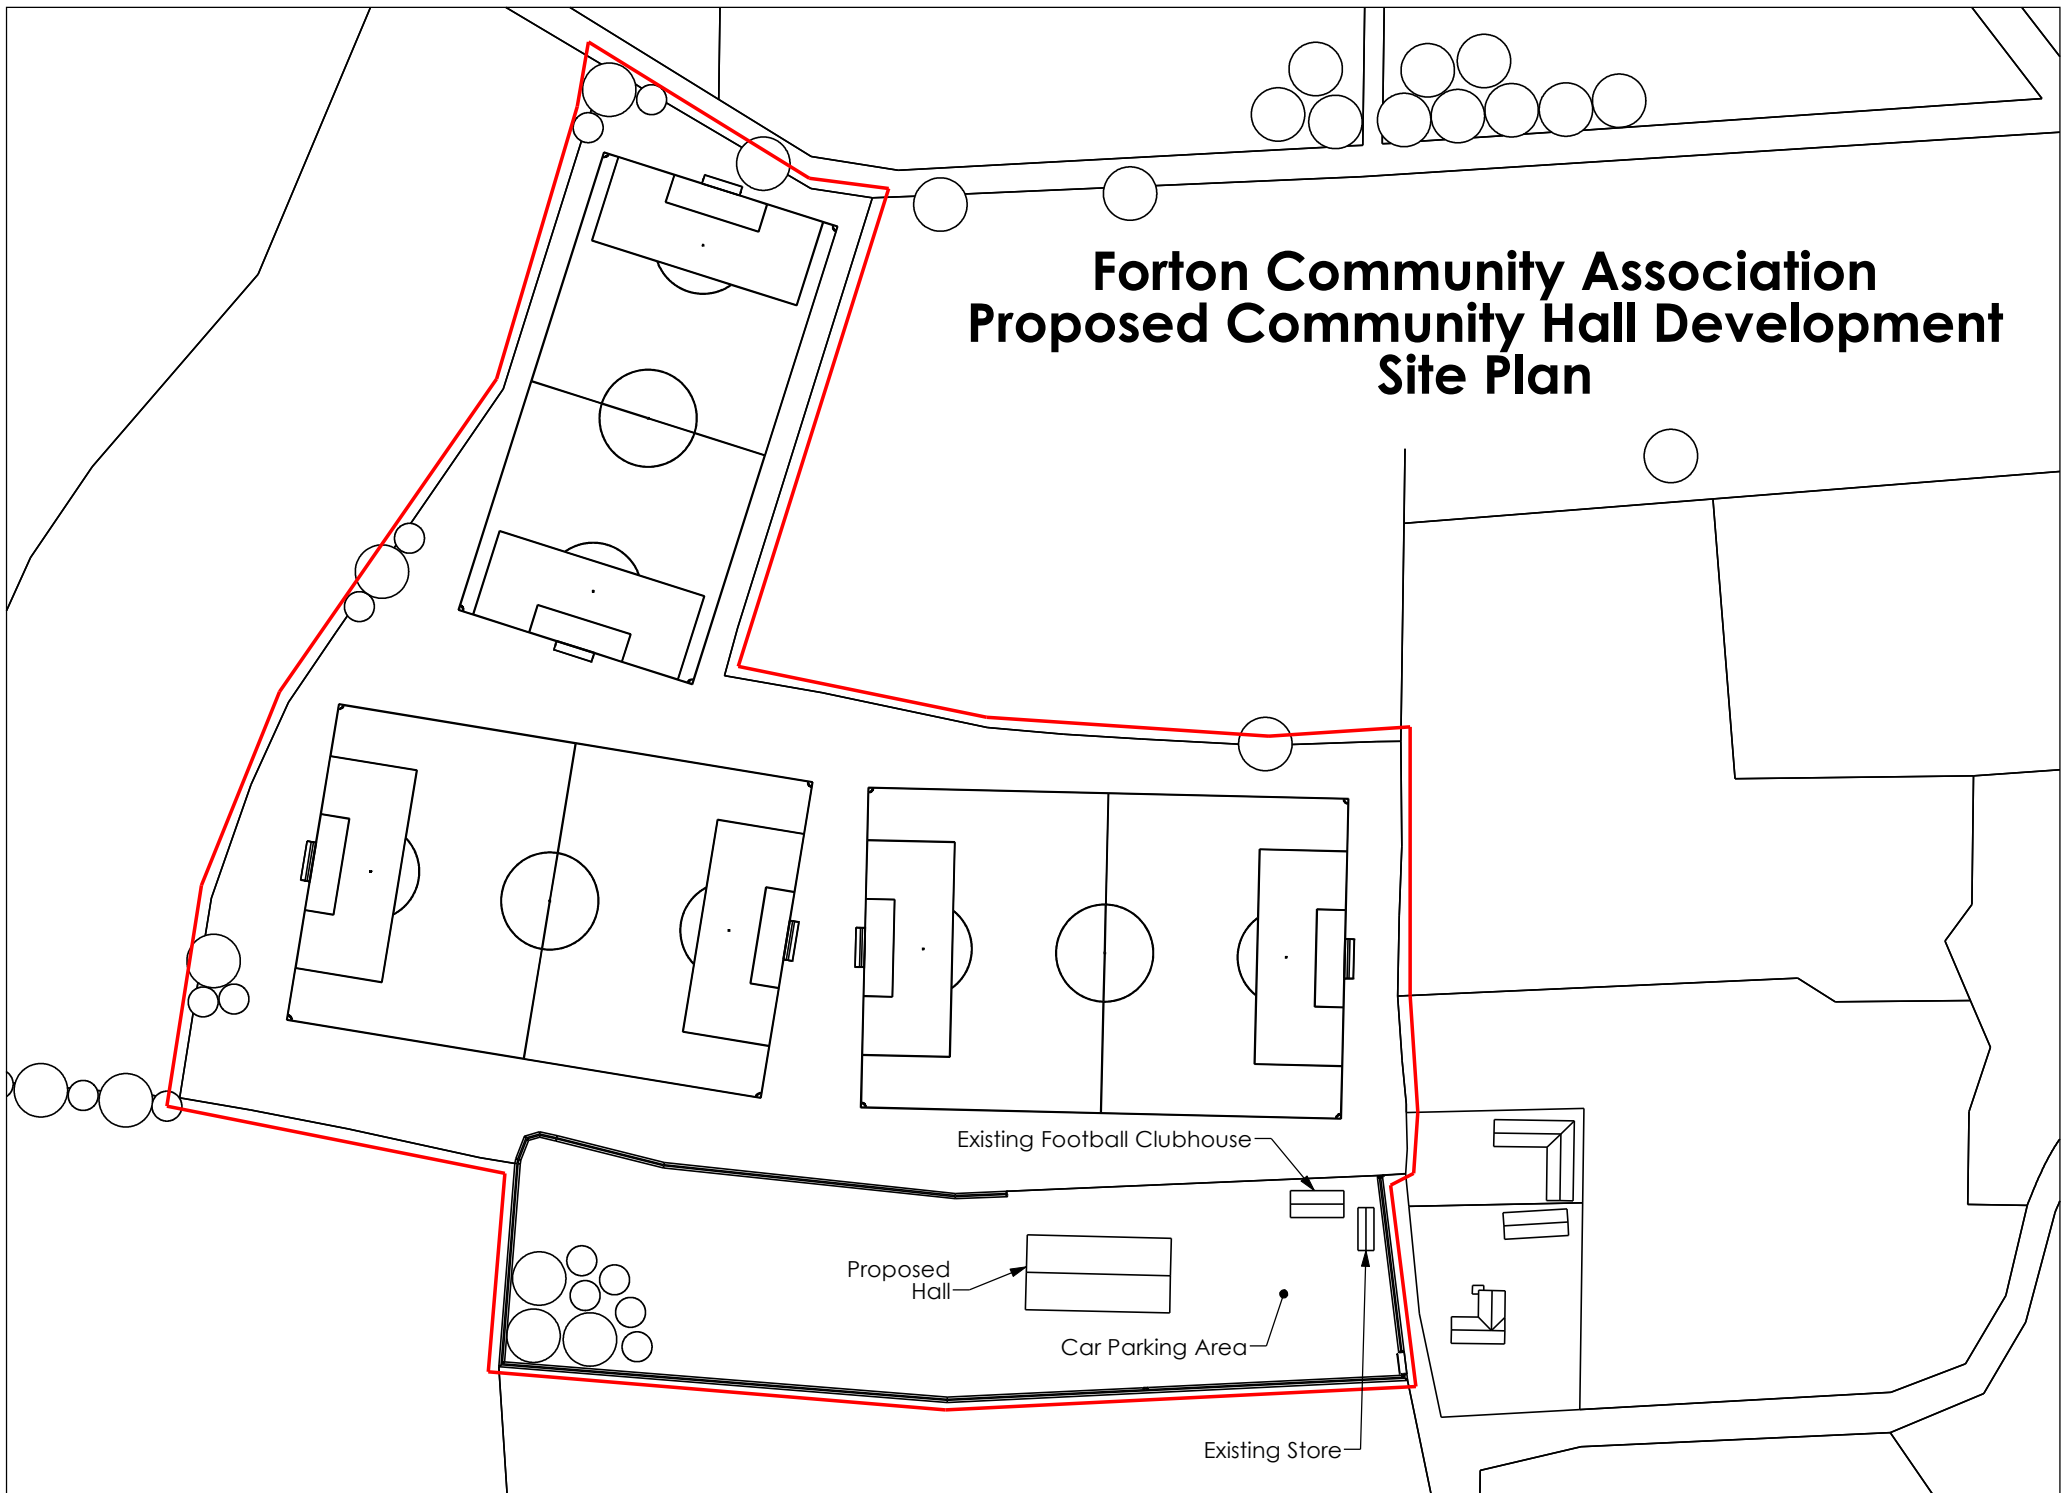 Forton Community Association
Proposed Community Hall Development
Site Plan
Existing Football Clubhouse
Proposed
Hall
Car Parking Area
Existing Store